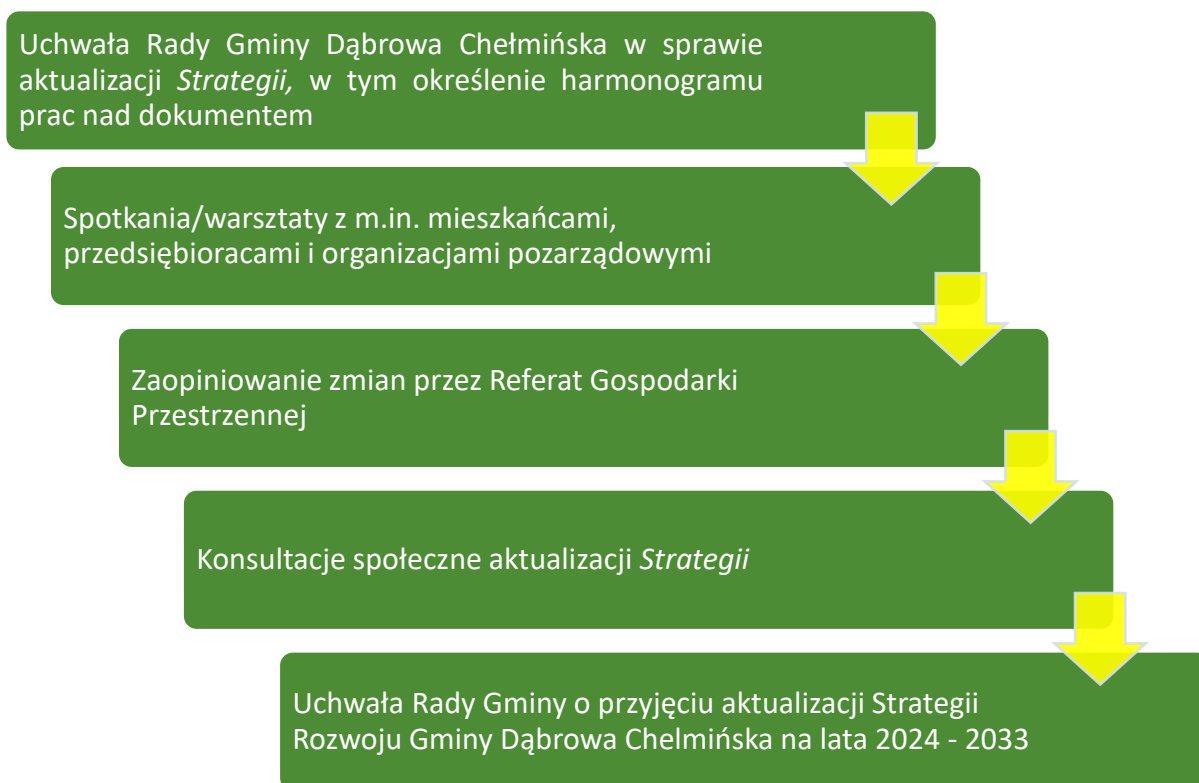 Uchwała Rady Gminy Dąbrowa Chełmińska w sprawie
aktualizacji Strategii, w tym określenie harmonogramu
prac nad dokumentem
Spotkania/warsztaty z m.in. mieszkańcami,
przedsiębioracami i organizacjami pozarządowymi
Zaopiniowanie zmian przez Referat Gospodarki
Przestrzennej
Konsultacje społeczne aktualizacji Strategii
Uchwała Rady Gminy o przyjęciu aktualizacji Strategii
Rozwoju Gminy Dąbrowa Chelmińska na lata 2024 - 2033